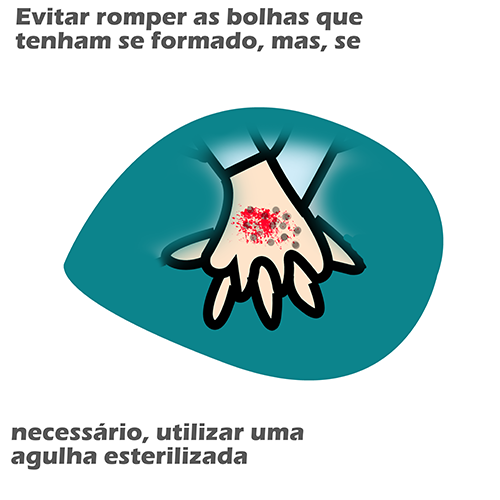 Evitar romper as bolhas que
tenham se formado, mas, se
necessário, utilizar uma
agulha esterilizada